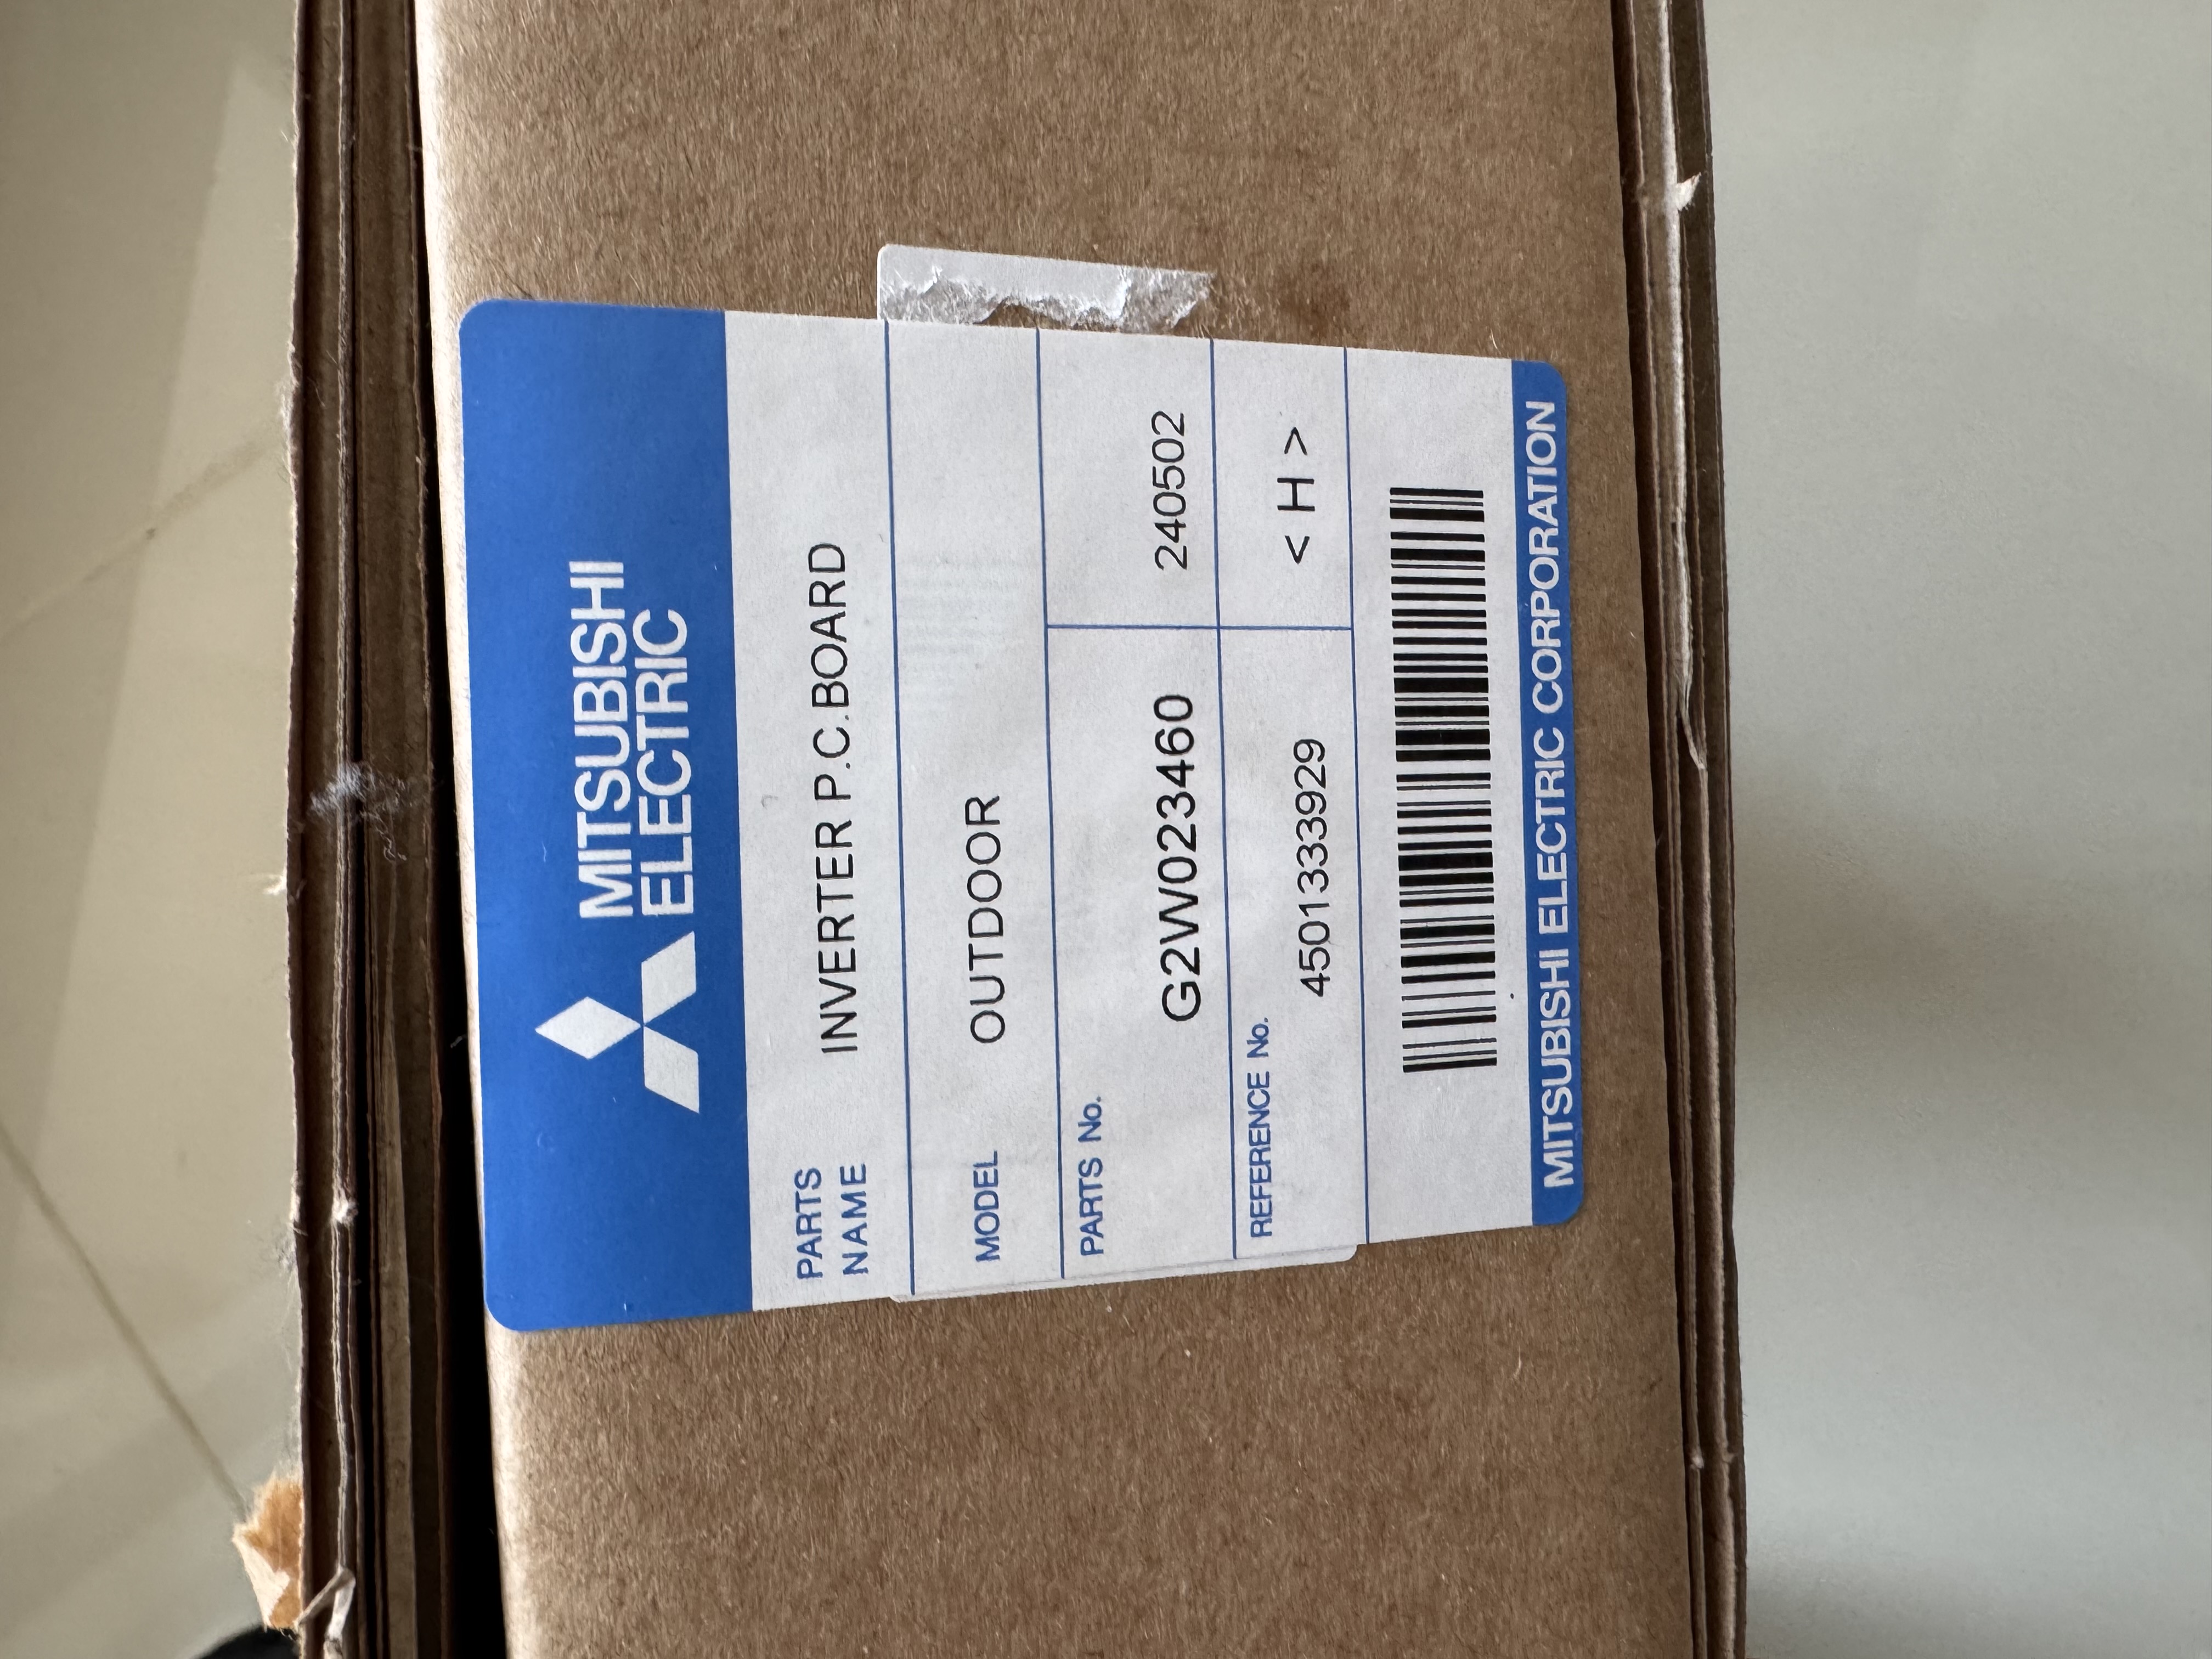 MITSUBISHI
ELECTRIC
PARTS
NAME
INVERTER P.C.BOARD
MODEL
OUTDOOR
PARTS No.
G2W023460
240502
REFERENCE No.
4501333929
< H >
MITSUBISHI ELECTRIC CORPORATION